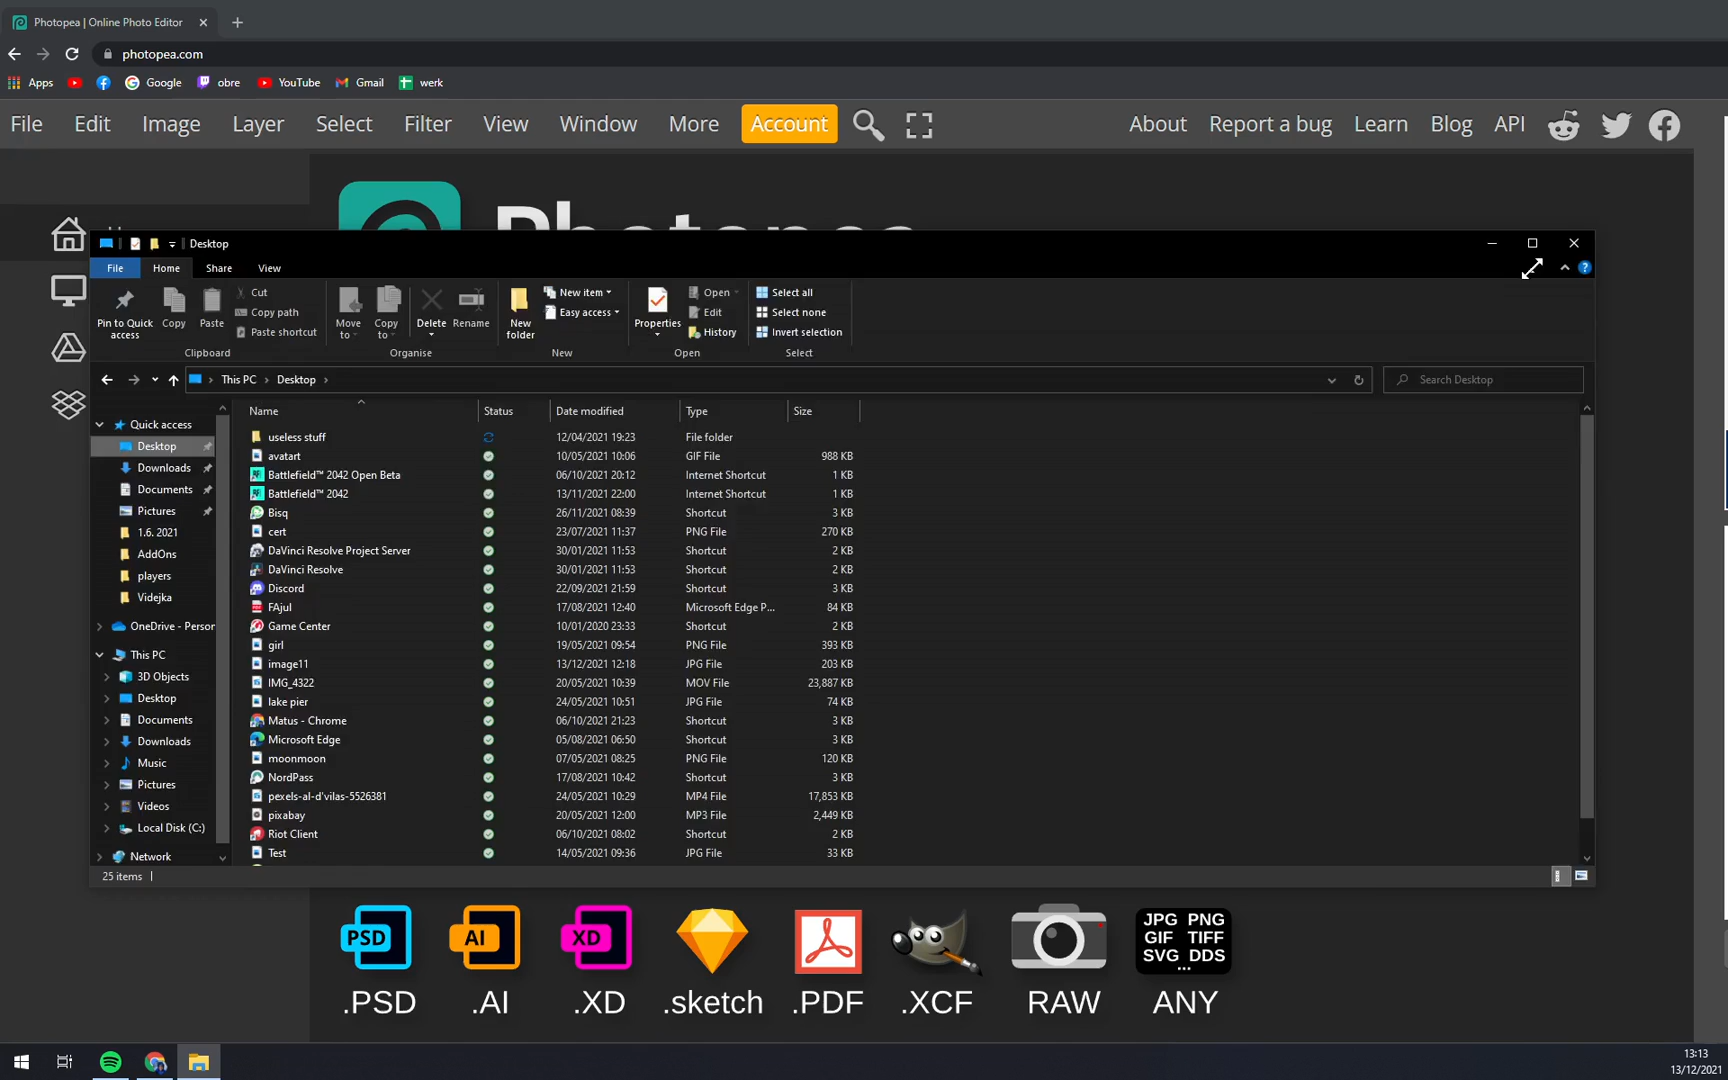 Photopea | Online Photo Editor
photopea.com
Apps
Google
obre
YouTube
Gmail
werk
File Edit Image Layer Select Filter View Window More Account
About Report a bug Learn Blog API
Photopea
Desktop
File Home Share View
Pin to Quick access
Copy
Paste
Cut
Copy path
Paste shortcut
Clipboard
Move to
Copy to
Delete
Rename
Organise
New folder
New item
Easy access
New
Properties
Open
Edit
History
Open
Select all
Select none
Invert selection
Select
This PC > Desktop >
Search Desktop
Quick access
Desktop
Downloads
Documents
Pictures
1.6. 2021
AddOns
players
Videjka
OneDrive - Person
This PC
3D Objects
Desktop
Documents
Downloads
Music
Pictures
Videos
Local Disk (C:)
Network
Name Status Date modified Type Size
useless stuff 12/04/2021 19:23 File folder
avatart 10/05/2021 10:06 GIF File 988 KB
Battlefield™ 2042 Open Beta 06/10/2021 20:12 Internet Shortcut 1 KB
Battlefield™ 2042 13/11/2021 22:00 Internet Shortcut 1 KB
Bisq 26/11/2021 08:39 Shortcut 3 KB
cert 23/07/2021 11:37 PNG File 270 KB
DaVinci Resolve Project Server 30/01/2021 11:53 Shortcut 2 KB
DaVinci Resolve 30/01/2021 11:53 Shortcut 2 KB
Discord 22/09/2021 21:59 Shortcut 3 KB
FAjul 17/08/2021 12:40 Microsoft Edge P... 84 KB
Game Center 10/01/2020 23:33 Shortcut 2 KB
girl 19/05/2021 09:54 PNG File 393 KB
image11 13/12/2021 12:18 JPG File 203 KB
IMG_4322 20/05/2021 10:39 MOV File 23,887 KB
lake pier 24/05/2021 10:51 JPG File 74 KB
Matus - Chrome 06/10/2021 21:23 Shortcut 3 KB
Microsoft Edge 05/08/2021 06:50 Shortcut 3 KB
moonmoon 07/05/2021 08:25 PNG File 120 KB
NordPass 17/08/2021 10:42 Shortcut 3 KB
pexels-al-d'vilas-5526381 24/05/2021 10:29 MP4 File 17,853 KB
pixabay 20/05/2021 12:00 MP3 File 2,449 KB
Riot Client 06/10/2021 08:02 Shortcut 2 KB
Test 14/05/2021 09:36 JPG File 33 KB
25 items
PSD AI XD JPG PNG
GIF TIFF
SVG DDS
...
.PSD .AI .XD .sketch .PDF .XCF RAW ANY
13:13
13/12/2021